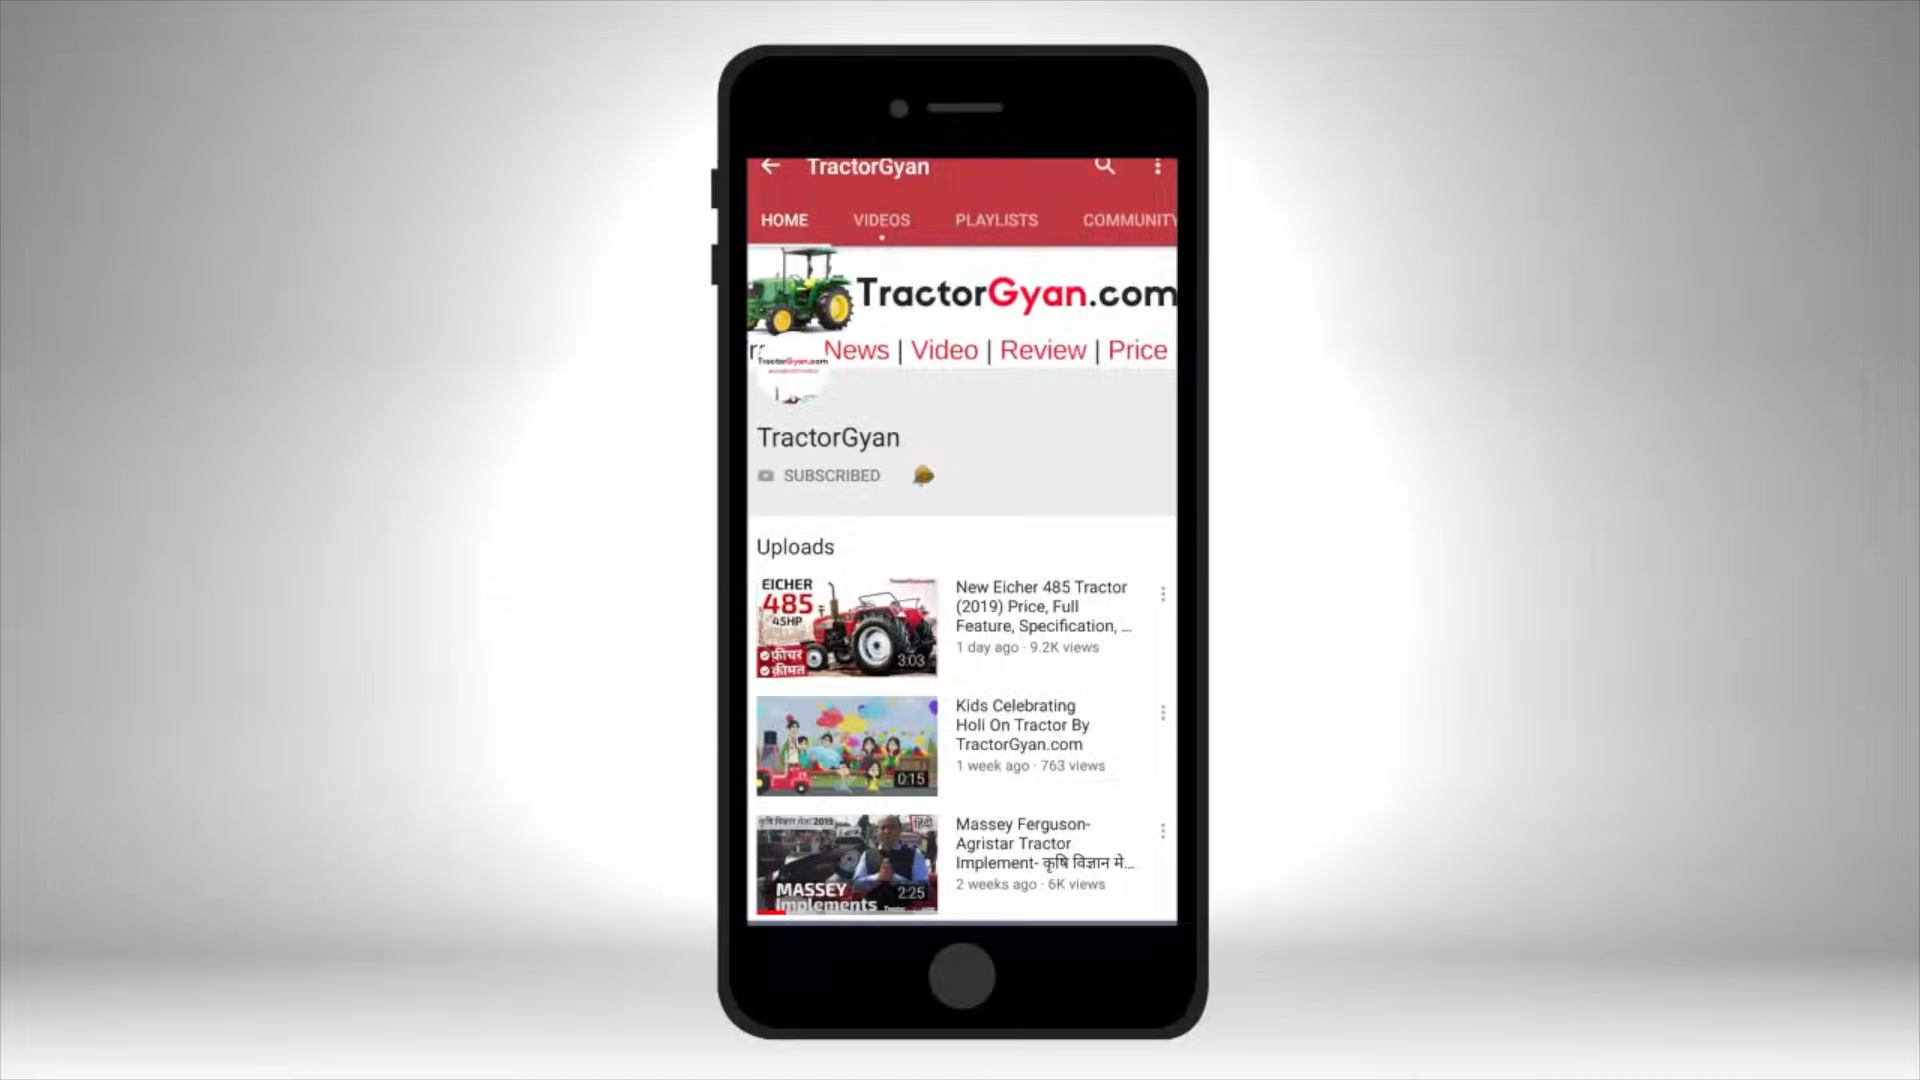 TractorGyan
HOME VIDEOS PLAYLISTS COMMUNITY
TractorGyan.com
News | Video | Review | Price
TractorGyan.com
TractorGyan
SUBSCRIBED
Uploads
EICHER
485
45HP
फ़ीचर
क़ीमत
3:03
New Eicher 485 Tractor
(2019) Price, Full
Feature, Specification, ...
1 day ago · 9.2K views
0:15
Kids Celebrating
Holi On Tractor By
TractorGyan.com
1 week ago · 763 views
कृषि विज्ञान मेला 2019
हिंदी
MASSEY
Implements
2:25
Massey Ferguson-
Agristar Tractor
Implement- कृषि विज्ञान मे...
2 weeks ago · 6K views